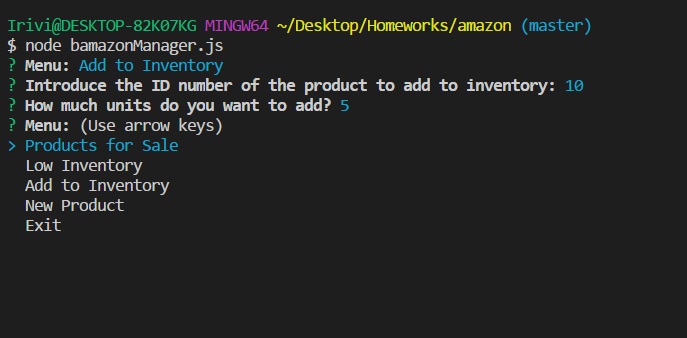 Irivi@DESKTOP-82K07KG MINGW64 ~/Desktop/Homeworks/amazon (master)
$ node bamazonManager.js
? Menu: Add to Inventory
? Introduce the ID number of the product to add to inventory: 10
? How much units do you want to add? 5
? Menu: (Use arrow keys)
> Products for Sale
  Low Inventory
  Add to Inventory
  New Product
  Exit